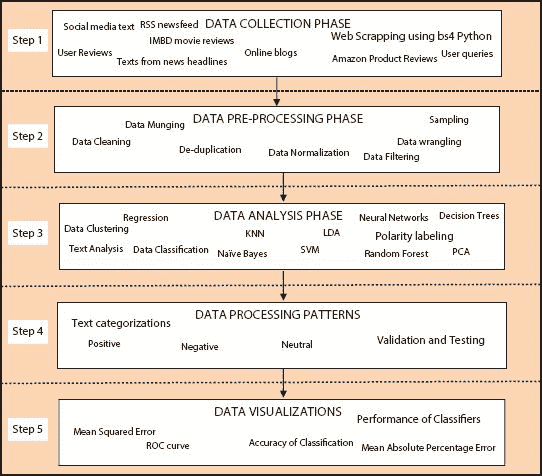 Step 1
DATA COLLECTION PHASE
Social media text
RSS newsfeed
IMBD movie reviews
Web Scrapping using bs4 Python
User Reviews
Online blogs
Texts from news headlines
Amazon Product Reviews
User queries
Step 2
DATA PRE-PROCESSING PHASE
Data Munging
Sampling
Data Cleaning
De-duplication
Data Normalization
Data wrangling
Data Filtering
Step 3
DATA ANALYSIS PHASE
Regression
Neural Networks
Decision Trees
Data Clustering
KNN
LDA
Polarity labeling
Text Analysis
Data Classification
Naïve Bayes
SVM
Random Forest
PCA
Step 4
DATA PROCESSING PATTERNS
Text categorizations
Positive
Negative
Neutral
Validation and Testing
Step 5
DATA VISUALIZATIONS
Performance of Classifiers
Mean Squared Error
ROC curve
Accuracy of Classification
Mean Absolute Percentage Error